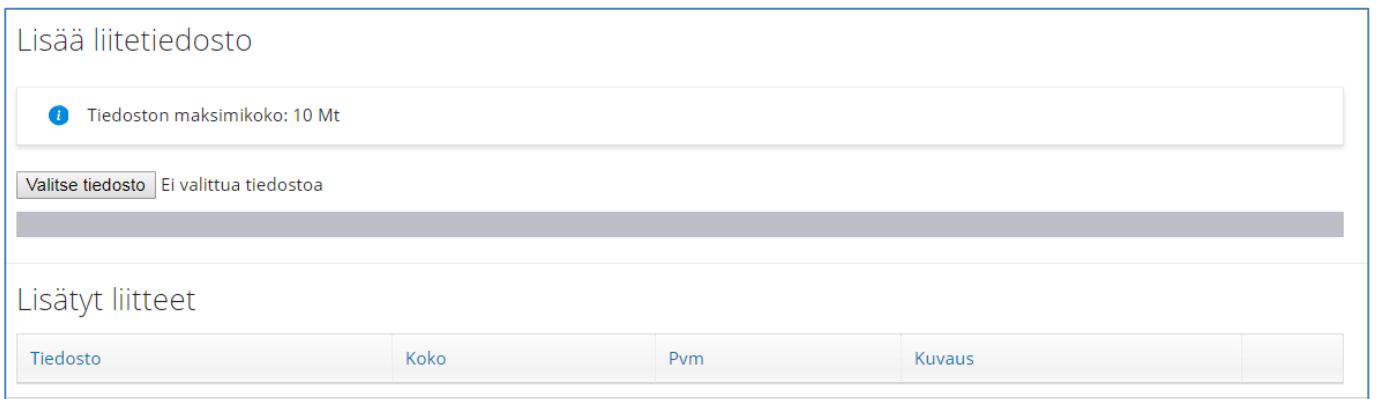 Lisää liitetiedosto
Tiedoston maksimikoko: 10 Mt
Valitse tiedosto Ei valittua tiedostoa
Lisätyt liitteet
Tiedosto Koko Pvm Kuvaus